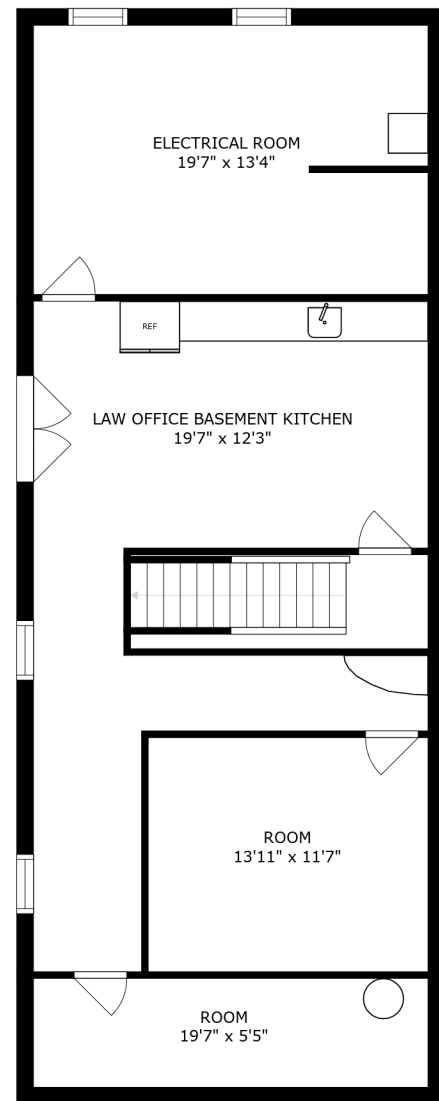 ELECTRICAL ROOM
19'7" x 13'4"
REF
LAW OFFICE BASEMENT KITCHEN
19'7" x 12'3"
ROOM
13'11" x 11'7"
ROOM
19'7" x 5'5"